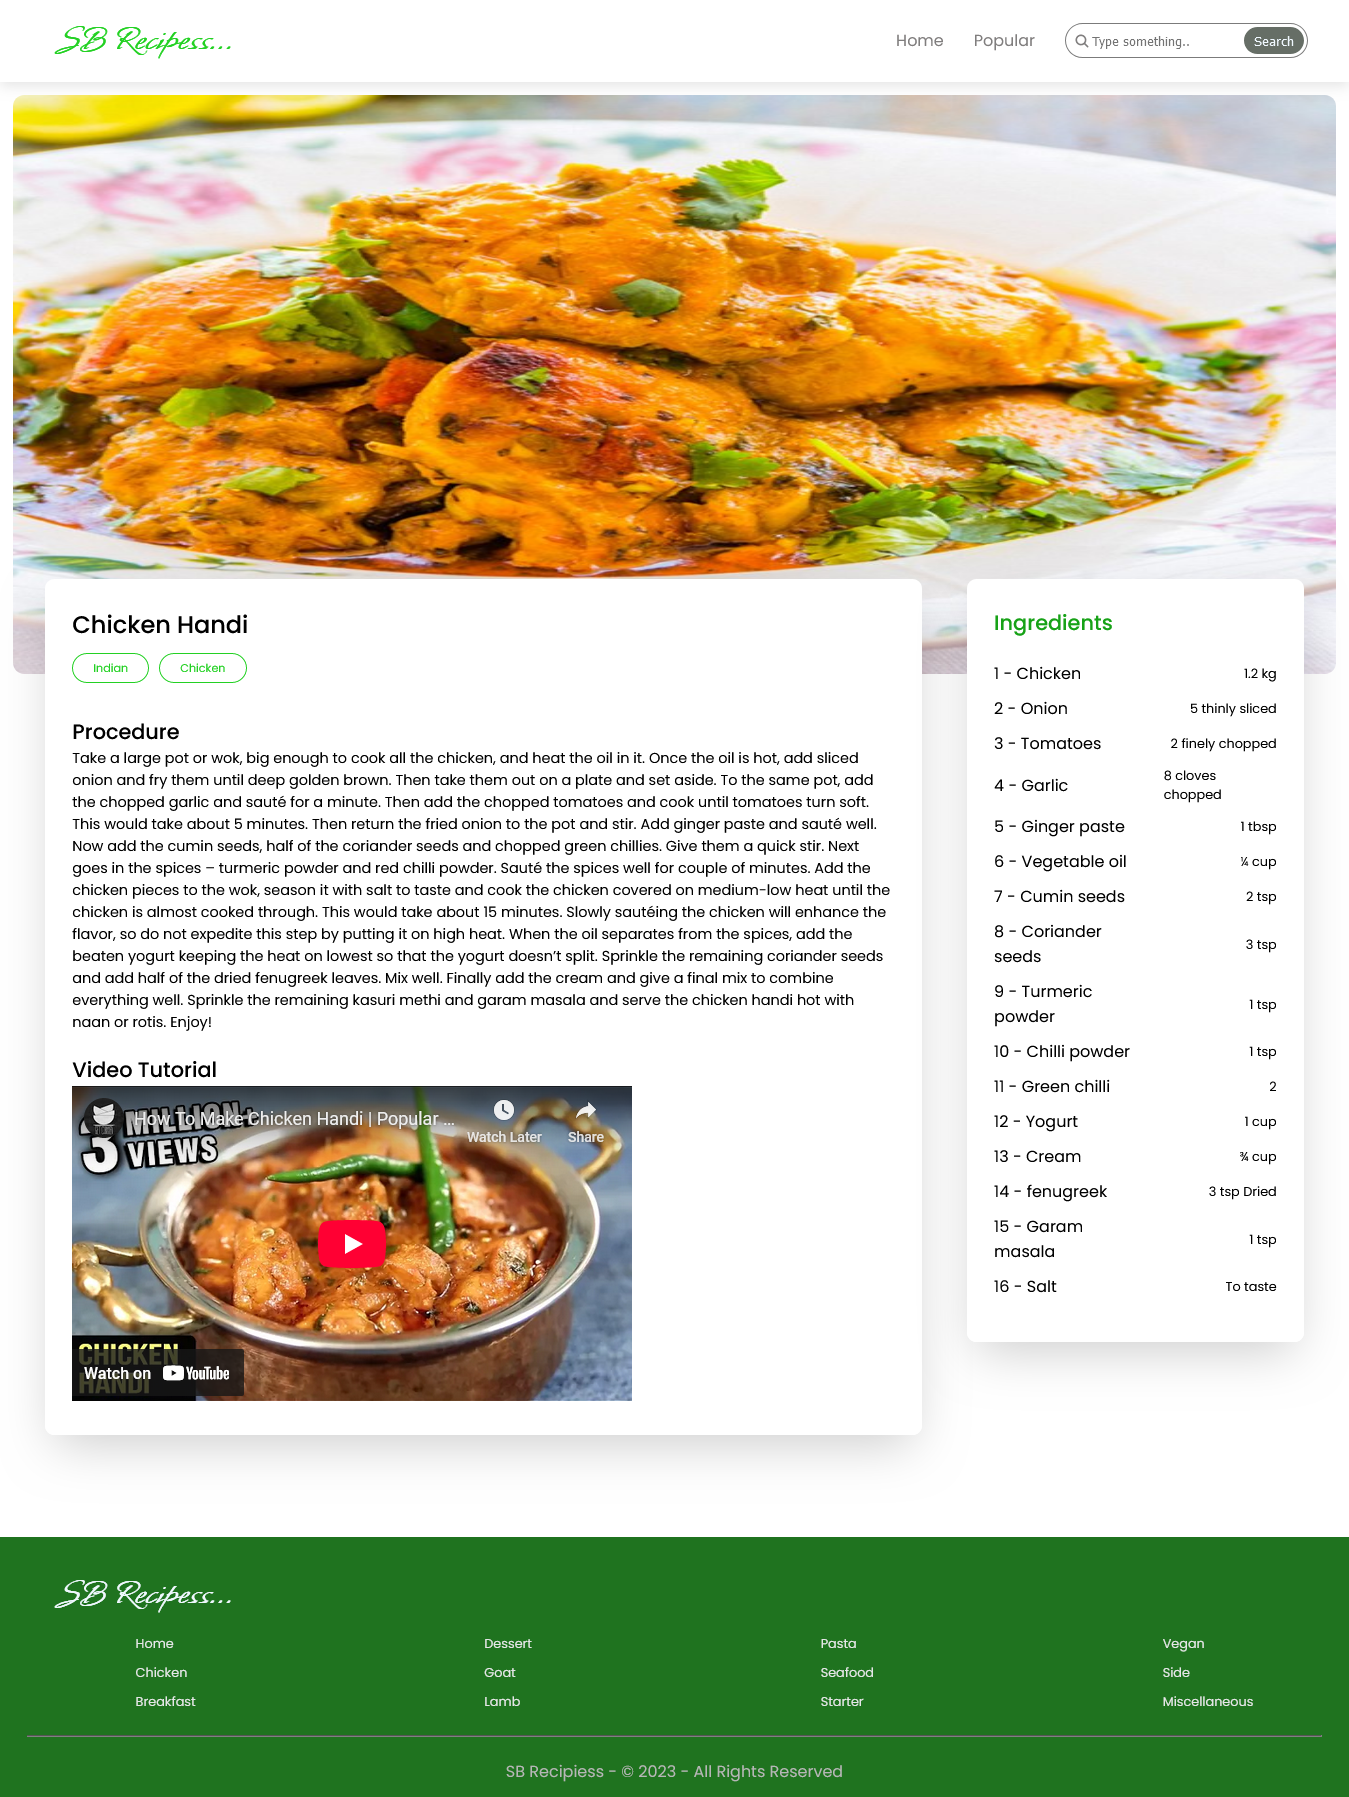 SB Recipess...
Home
Popular
Type something..
Search
Chicken Handi
Indian
Chicken
Procedure
Take a large pot or wok, big enough to cook all the chicken, and heat the oil in it. Once the oil is hot, add sliced
onion and fry them until deep golden brown. Then take them out on a plate and set aside. To the same pot, add
the chopped garlic and sauté for a minute. Then add the chopped tomatoes and cook until tomatoes turn soft.
This would take about 5 minutes. Then return the fried onion to the pot and stir. Add ginger paste and sauté well.
Now add the cumin seeds, half of the coriander seeds and chopped green chillies. Give them a quick stir. Next
goes in the spices – turmeric powder and red chilli powder. Sauté the spices well for couple of minutes. Add the
chicken pieces to the wok, season it with salt to taste and cook the chicken covered on medium-low heat until the
chicken is almost cooked through. This would take about 15 minutes. Slowly sautéing the chicken will enhance the
flavor, so do not expedite this step by putting it on high heat. When the oil separates from the spices, add the
beaten yogurt keeping the heat on lowest so that the yogurt doesn’t split. Sprinkle the remaining coriander seeds
and add half of the dried fenugreek leaves. Mix well. Finally add the cream and give a final mix to combine
everything well. Sprinkle the remaining kasuri methi and garam masala and serve the chicken handi hot with
naan or rotis. Enjoy!
Video Tutorial
How To Make Chicken Handi | Popular ...
Watch Later
Share
3 MILLION+
VIEWS
CHICKEN
HANDI
Watch on YouTube
Ingredients
1 - Chicken 1.2 kg
2 - Onion 5 thinly sliced
3 - Tomatoes 2 finely chopped
4 - Garlic 8 cloves
chopped
5 - Ginger paste 1 tbsp
6 - Vegetable oil ¼ cup
7 - Cumin seeds 2 tsp
8 - Coriander
seeds 3 tsp
9 - Turmeric
powder 1 tsp
10 - Chilli powder 1 tsp
11 - Green chilli 2
12 - Yogurt 1 cup
13 - Cream ¾ cup
14 - fenugreek 3 tsp Dried
15 - Garam
masala 1 tsp
16 - Salt To taste
SB Recipess...
Home
Chicken
Breakfast
Dessert
Goat
Lamb
Pasta
Seafood
Starter
Vegan
Side
Miscellaneous
SB Recipiess - © 2023 - All Rights Reserved